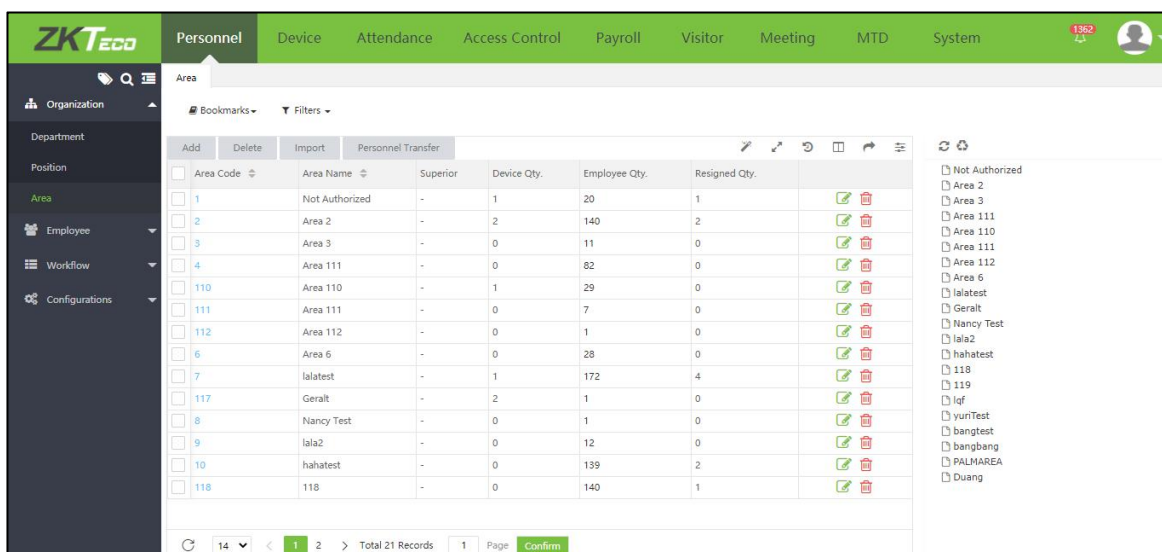 ZKTeco
Personnel Device Attendance Access Control Payroll Visitor Meeting MTD System 1362
Area
Organization
Department
Position
Area
Employee
Workflow
Configurations
Bookmarks Filters
Add Delete Import Personnel Transfer
Area Code Area Name Superior Device Qty. Employee Qty. Resigned Qty.
1 Not Authorized - 1 20 1
2 Area 2 - 2 140 2
3 Area 3 - 0 11 0
4 Area 111 - 0 82 0
110 Area 110 - 1 29 0
111 Area 111 - 0 7 0
112 Area 112 - 0 1 0
6 Area 6 - 0 28 0
7 lalatest - 1 172 4
117 Geralt - 2 1 0
8 Nancy Test - 0 1 0
9 lala2 - 0 12 0
10 hahatest - 0 139 2
118 118 - 0 140 1
14 < 1 2 > Total 21 Records 1 Page Confirm
Not Authorized
Area 2
Area 3
Area 111
Area 110
Area 111
Area 112
Area 6
lalatest
Geralt
Nancy Test
lala2
hahatest
118
119
lqf
yuriTest
bangtest
bangbang
PALMAREA
Duang